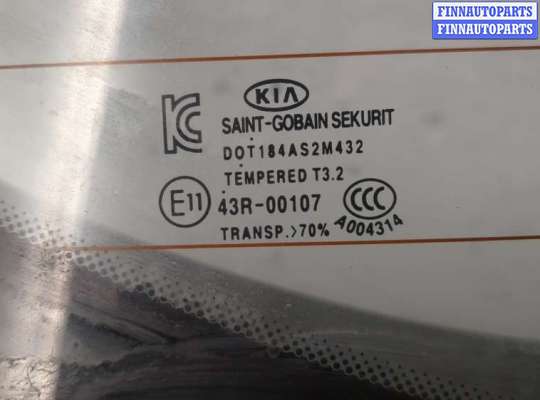 FINNAUTOPARTS
FINNAUTOPARTS
KIA
SAINT-GOBAIN SEKURIT
DOT184AS2M432
TEMPERED T3.2
E11 43R-00107 CCC
TRANSP.>70% A004314